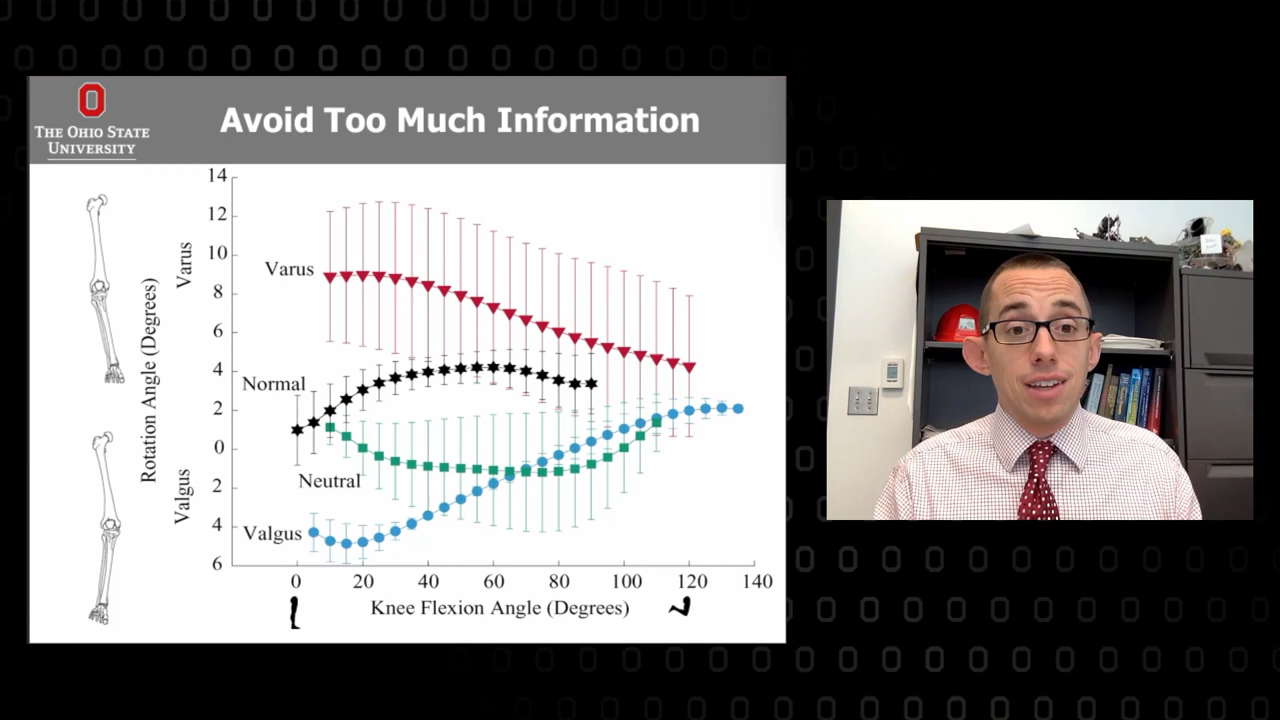 THE OHIO STATE
UNIVERSITY
Avoid Too Much Information
14
12
10
8
6
4
2
0
2
4
6
Varus
Valgus
Rotation Angle (Degrees)
Varus
Normal
Neutral
Valgus
0 20 40 60 80 100 120 140
Knee Flexion Angle (Degrees)